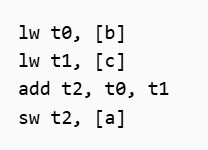 lw t0, [b]
lw t1, [c]
add t2, t0, t1
sw t2, [a]